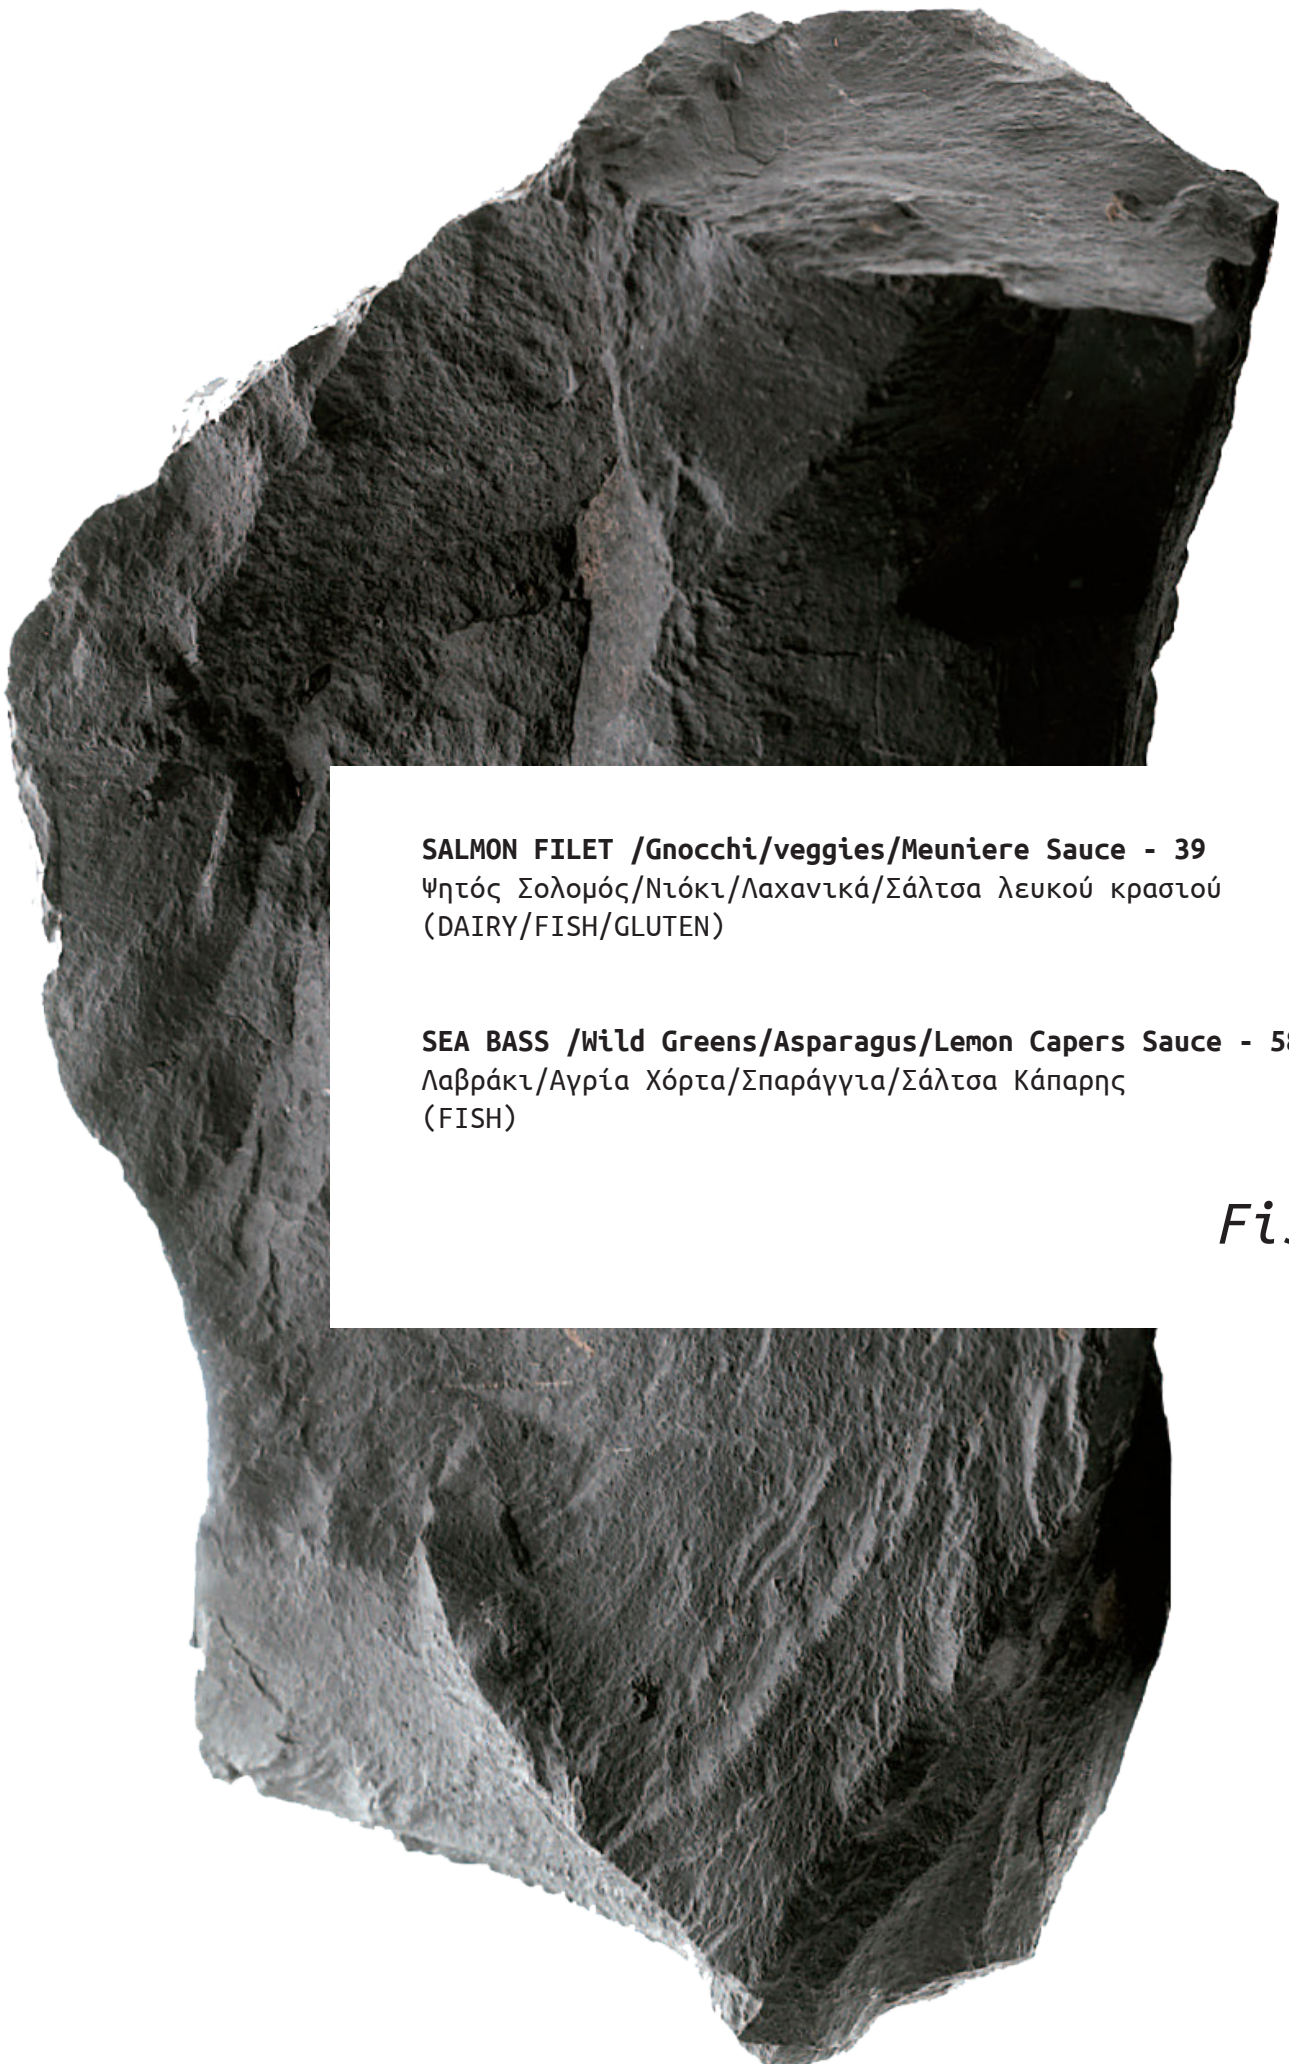 SALMON FILET /Gnocchi/veggies/Meuniere Sauce - 39
Ψητός Σολομός/Νιόκι/Λαχανικά/Σάλτσα λευκού κρασιού
(DAIRY/FISH/GLUTEN)
SEA BASS /Wild Greens/Asparagus/Lemon Capers Sauce -
Λαβράκι/Αγρία Χόρτα/Σπαράγγια/Σάλτσα Κάπαρης
(FISH)